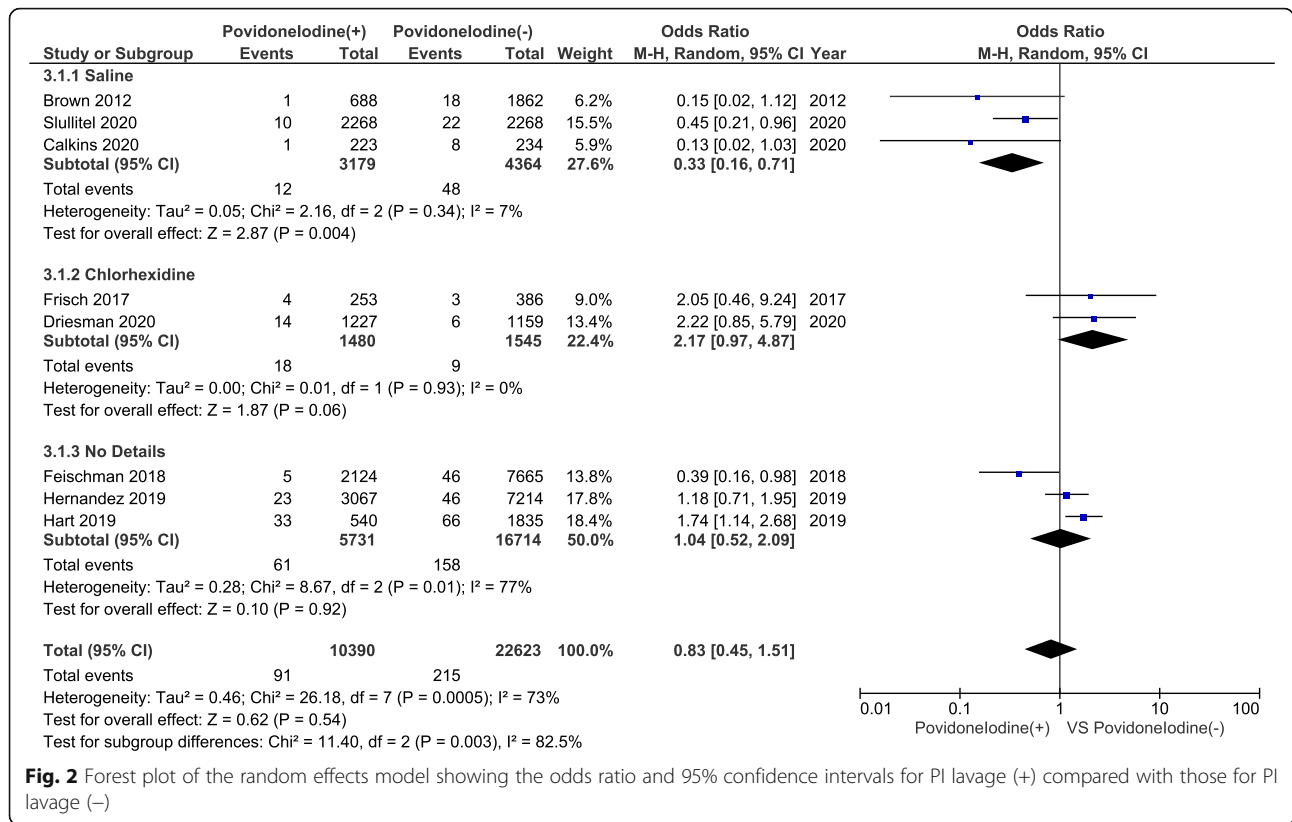 Povidonelodine(+) Povidonelodine(-) Odds Ratio Odds Ratio
Study or Subgroup Events Total Events Total Weight M-H, Random, 95% CI Year M-H, Random, 95% CI
3.1.1 Saline
Brown 2012 1 688 18 1862 6.2% 0.15 [0.02, 1.12] 2012
Slullitel 2020 10 2268 22 2268 15.5% 0.45 [0.21, 0.96] 2020
Calkins 2020 1 223 8 234 5.9% 0.13 [0.02, 1.03] 2020
Subtotal (95% CI) 3179 4364 27.6% 0.33 [0.16, 0.71]
Total events 12 48
Heterogeneity: Tau² = 0.05; Chi² = 2.16, df = 2 (P = 0.34); I² = 7%
Test for overall effect: Z = 2.87 (P = 0.004)
3.1.2 Chlorhexidine
Frisch 2017 4 253 3 386 9.0% 2.05 [0.46, 9.24] 2017
Driesman 2020 14 1227 6 1159 13.4% 2.22 [0.85, 5.79] 2020
Subtotal (95% CI) 1480 1545 22.4% 2.17 [0.97, 4.87]
Total events 18 9
Heterogeneity: Tau² = 0.00; Chi² = 0.01, df = 1 (P = 0.93); I² = 0%
Test for overall effect: Z = 1.87 (P = 0.06)
3.1.3 No Details
Feischman 2018 5 2124 46 7665 13.8% 0.39 [0.16, 0.98] 2018
Hernandez 2019 23 3067 46 7214 17.8% 1.18 [0.71, 1.95] 2019
Hart 2019 33 540 66 1835 18.4% 1.74 [1.14, 2.68] 2019
Subtotal (95% CI) 5731 16714 50.0% 1.04 [0.52, 2.09]
Total events 61 158
Heterogeneity: Tau² = 0.28; Chi² = 8.67, df = 2 (P = 0.01); I² = 77%
Test for overall effect: Z = 0.10 (P = 0.92)
Total (95% CI) 10390 22623 100.0% 0.83 [0.45, 1.51]
Total events 91 215
Heterogeneity: Tau² = 0.46; Chi² = 26.18, df = 7 (P = 0.0005); I² = 73%
Test for overall effect: Z = 0.62 (P = 0.54)
Test for subgroup differences: Chi² = 11.40, df = 2 (P = 0.003), I² = 82.5%
0.01 0.1 1 10 100
Povidonelodine(+) VS Povidonelodine(-)
Fig. 2 Forest plot of the random effects model showing the odds ratio and 95% confidence intervals for PI lavage (+) compared with those for PI
lavage (−)